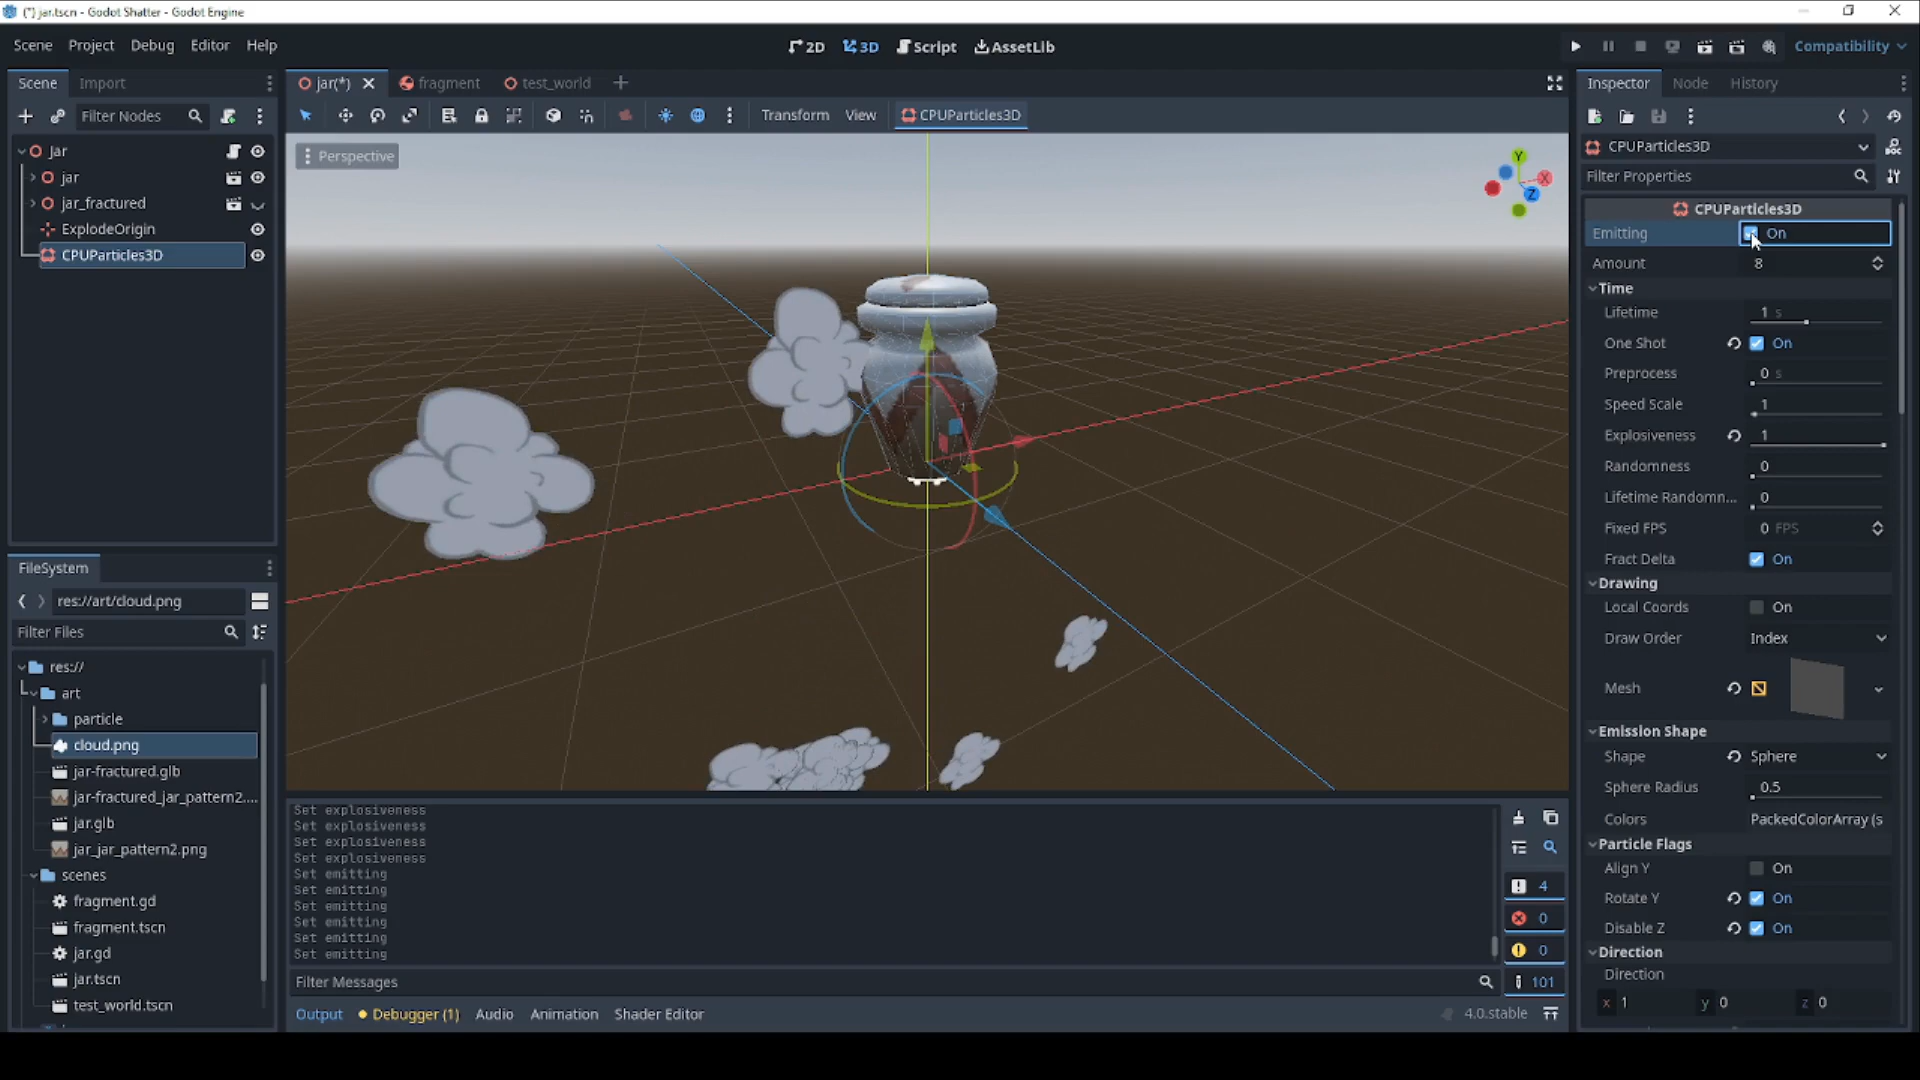 (*) jar.tscn - Godot Shatter - Godot Engine
Scene Project Debug Editor Help
2D 3D Script AssetLib
Compatibility
Scene Import
Filter Nodes
Jar
jar
jar_fractured
ExplodeOrigin
CPUParticles3D
FileSystem
res://art/cloud.png
Filter Files
res://
art
particle
cloud.png
jar-fractured.glb
jar-fractured_jar_pattern2....
jar.glb
jar_jar_pattern2.png
scenes
fragment.gd
fragment.tscn
jar.gd
jar.tscn
test_world.tscn
jar(*) fragment test_world
Transform View CPUParticles3D
Perspective
Y
X
Z
Set explosiveness
Set explosiveness
Set explosiveness
Set explosiveness
Set emitting
Set emitting
Set emitting
Set emitting
Set emitting
Set emitting
4
0
0
101
Filter Messages
Output Debugger (1) Audio Animation Shader Editor
4.0.stable
Inspector Node History
CPUParticles3D
Filter Properties
CPUParticles3D
Emitting On
Amount 8
Time
Lifetime 1 s
One Shot On
Preprocess 0 s
Speed Scale 1
Explosiveness 1
Randomness 0
Lifetime Randomn... 0
Fixed FPS 0 FPS
Fract Delta On
Drawing
Local Coords On
Draw Order Index
Mesh
Emission Shape
Shape Sphere
Sphere Radius 0.5
Colors PackedColorArray (s
Particle Flags
Align Y On
Rotate Y On
Disable Z On
Direction
Direction
x 1 y 0 z 0